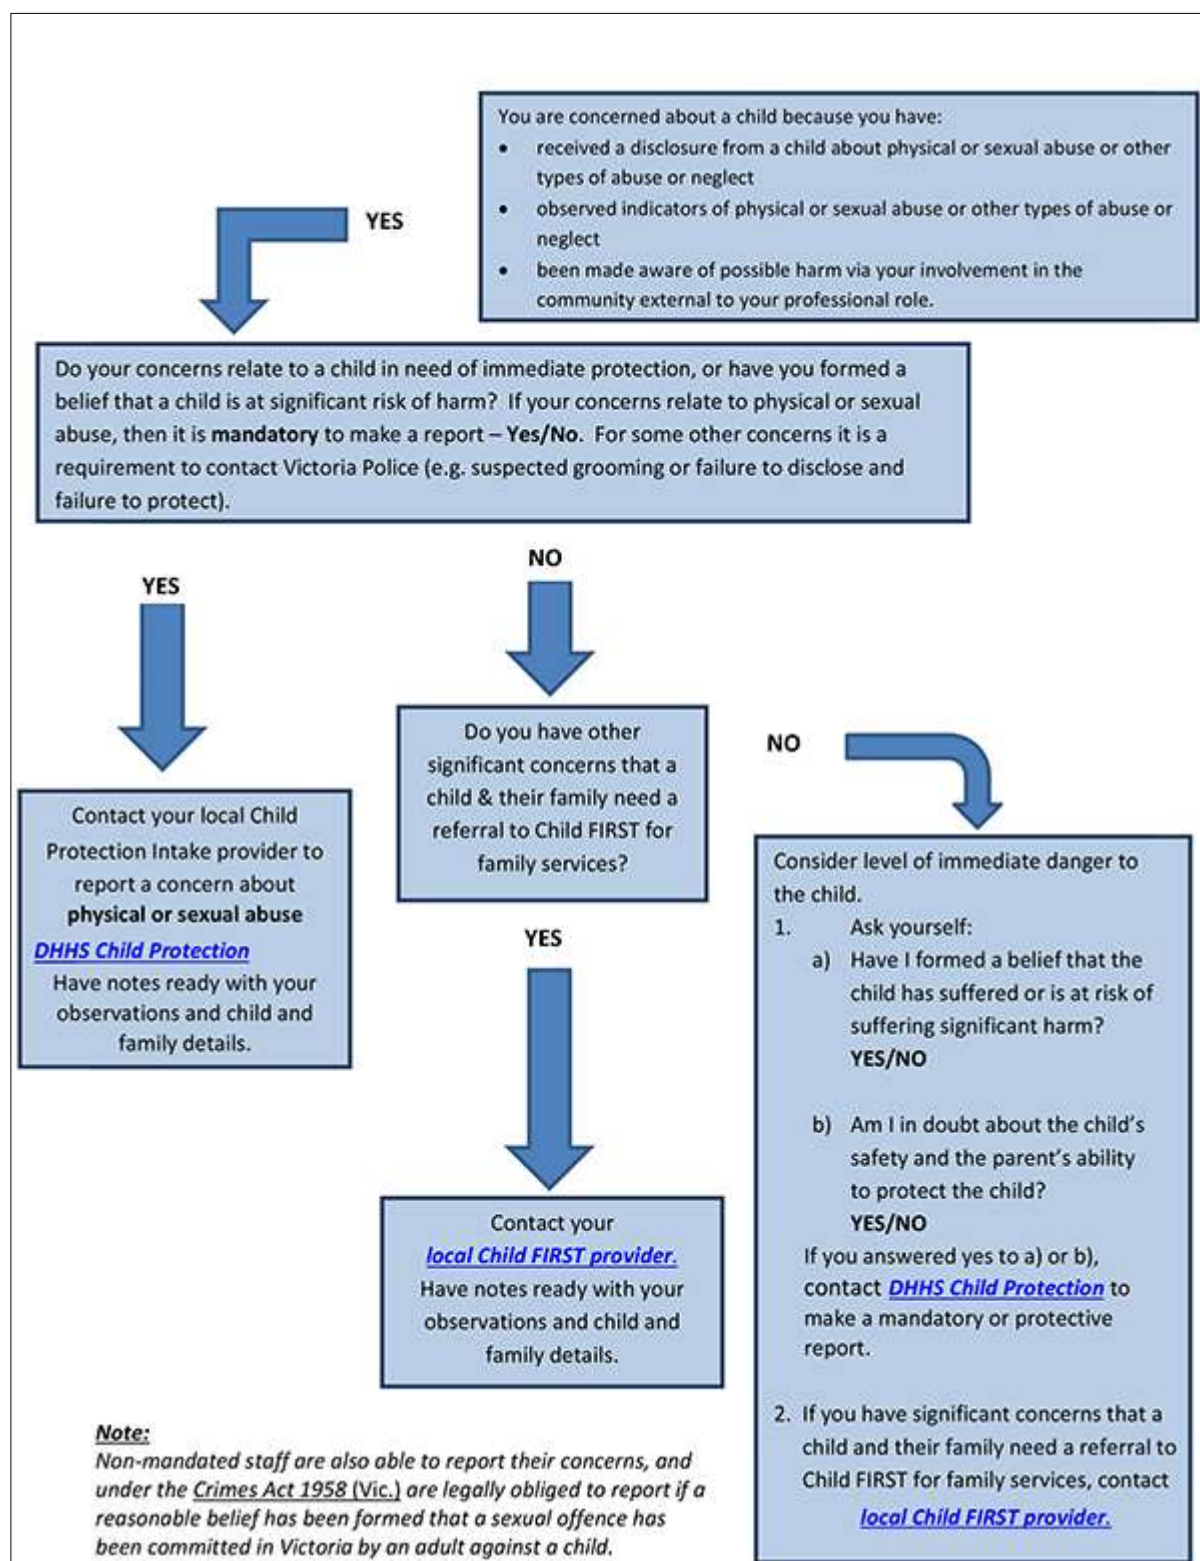 You are concerned about a child because you have:
• received a disclosure from a child about physical or sexual abuse or other
types of abuse or neglect
• observed indicators of physical or sexual abuse or other types of abuse or
neglect
• been made aware of possible harm via your involvement in the
community external to your professional role.
YES
Do your concerns relate to a child in need of immediate protection, or have you formed a
belief that a child is at significant risk of harm? If your concerns relate to physical or sexual
abuse, then it is mandatory to make a report – Yes/No. For some other concerns it is a
requirement to contact Victoria Police (e.g. suspected grooming or failure to disclose and
failure to protect).
YES
Contact your local Child
Protection Intake provider to
report a concern about
physical or sexual abuse
DHHS Child Protection
Have notes ready with your
observations and child and
family details.
NO
Do you have other
significant concerns that a
child & their family need a
referral to Child FIRST for
family services?
YES
Contact your
local Child FIRST provider.
Have notes ready with your
observations and child and
family details.
NO
Consider level of immediate danger to
the child.
1. Ask yourself:
a) Have I formed a belief that the
child has suffered or is at risk of
suffering significant harm?
YES/NO
b) Am I in doubt about the child's
safety and the parent's ability
to protect the child?
YES/NO
If you answered yes to a) or b),
contact DHHS Child Protection to
make a mandatory or protective
report.
2. If you have significant concerns that a
child and their family need a referral to
Child FIRST for family services, contact
local Child FIRST provider.
Note:
Non-mandated staff are also able to report their concerns, and
under the Crimes Act 1958 (Vic.) are legally obliged to report if a
reasonable belief has been formed that a sexual offence has
been committed in Victoria by an adult against a child.